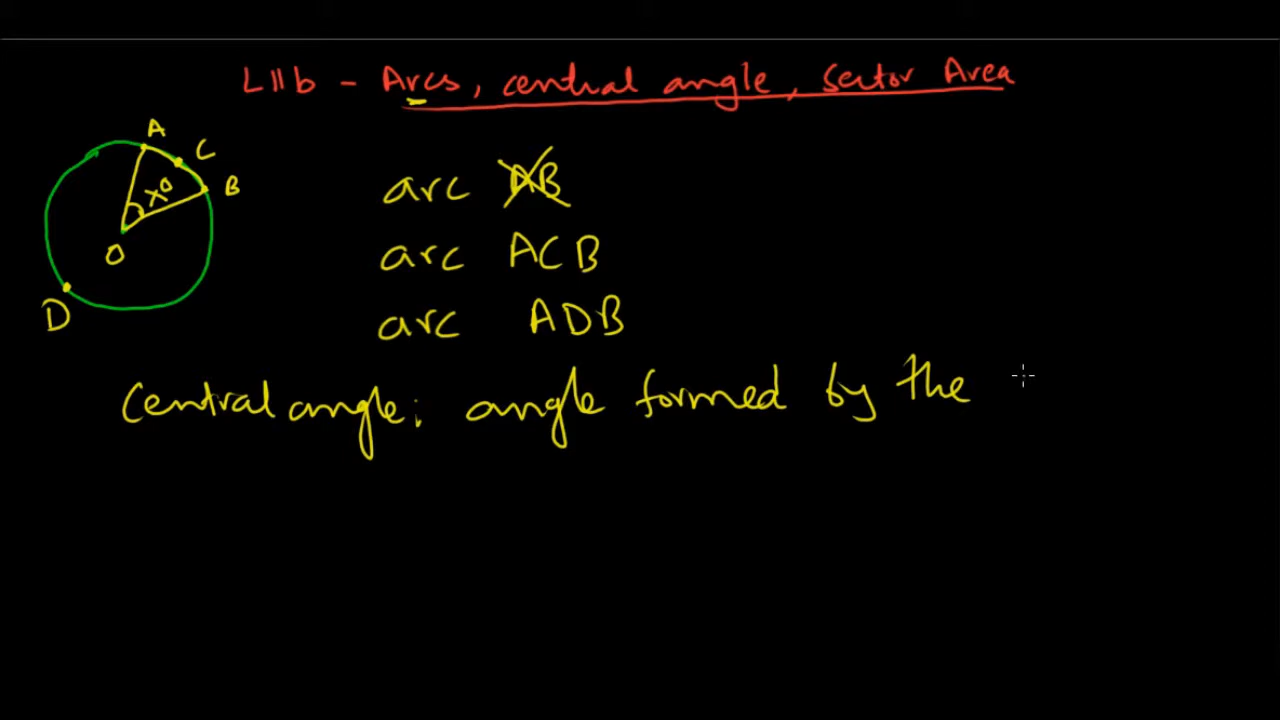 L11b - Arcs, central angle, Sector Area
A
C
B
x°
O
D
arc AB
arc ACB
arc ADB
Central angle: angle formed by the